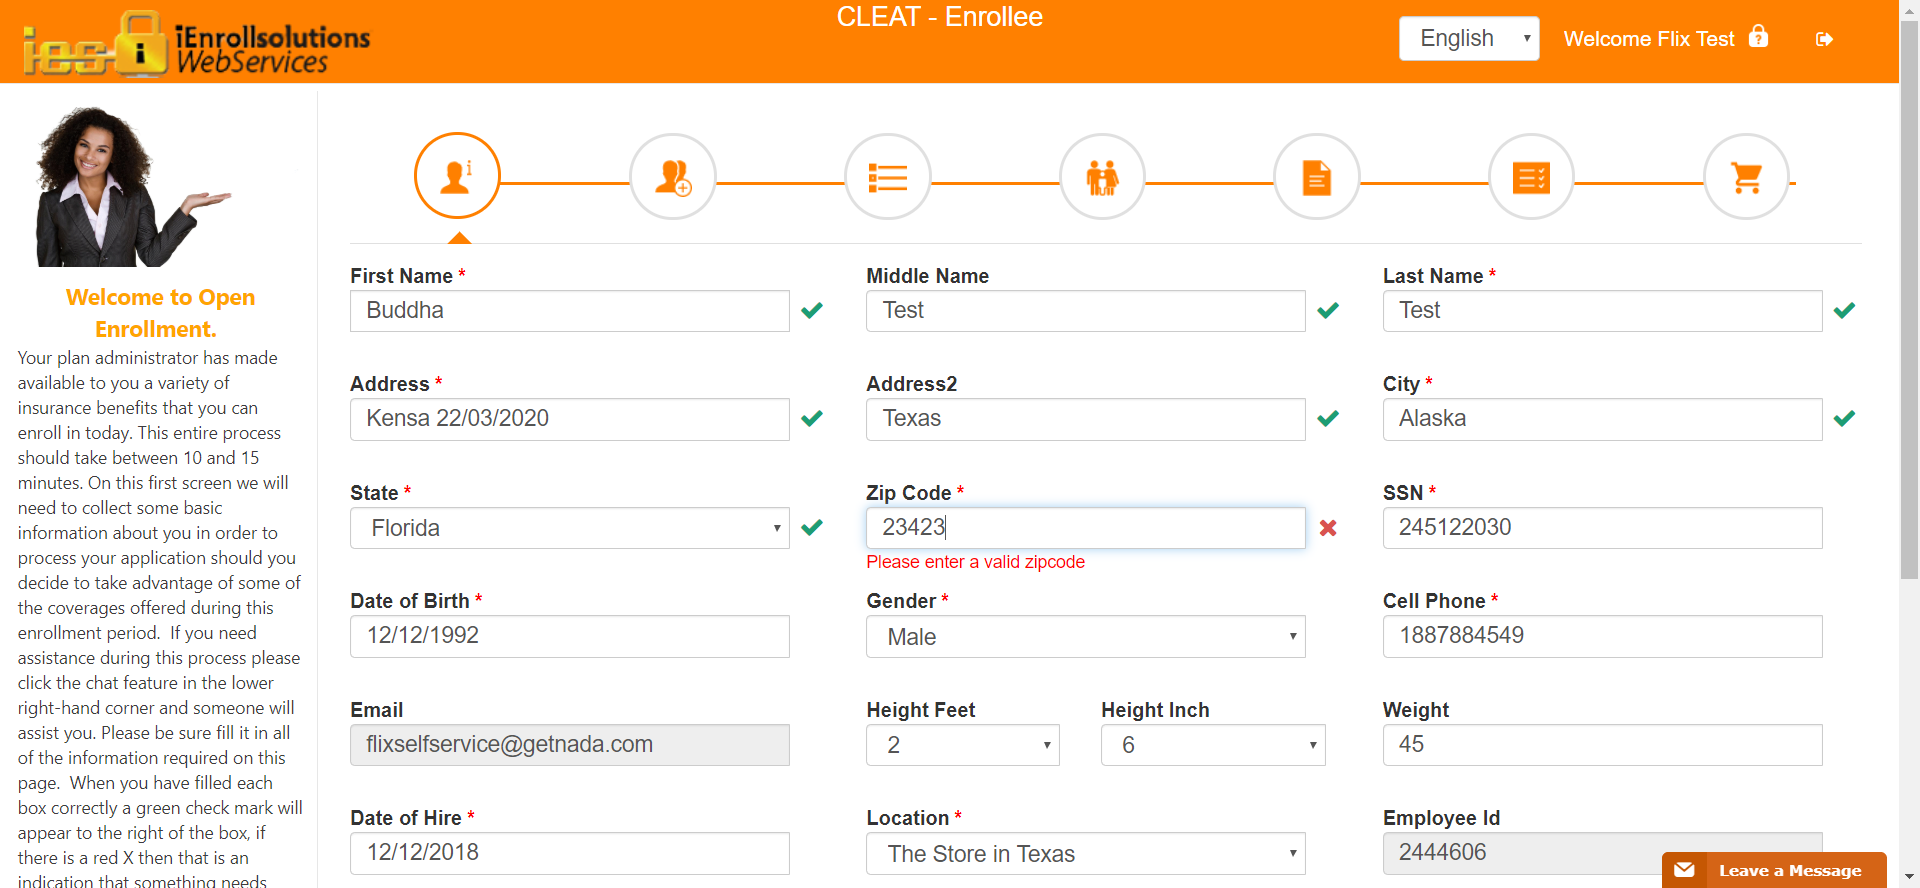 CLEAT - Enrollee
ies i
iEnrollsolutions
WebServices
English
Welcome Flix Test
Welcome to Open
Enrollment.
Your plan administrator has made
available to you a variety of
insurance benefits that you can
enroll in today. This entire process
should take between 10 and 15
minutes. On this first screen we will
need to collect some basic
information about you in order to
process your application should you
decide to take advantage of some of
the coverages offered during this
enrollment period.  If you need
assistance during this process please
click the chat feature in the lower
right-hand corner and someone will
assist you. Please be sure fill it in all
of the information required on this
page.  When you have filled each
box correctly a green check mark will
appear to the right of the box, if
there is a red X then that is an
indication that something needs
First Name *
Buddha
Middle Name
Test
Last Name *
Test
Address *
Kensa 22/03/2020
Address2
Texas
City *
Alaska
State *
Florida
Zip Code *
23423
Please enter a valid zipcode
SSN *
245122030
Date of Birth *
12/12/1992
Gender *
Male
Cell Phone *
1887884549
Email
flixselfservice@getnada.com
Height Feet
2
Height Inch
6
Weight
45
Date of Hire *
12/12/2018
Location *
The Store in Texas
Employee Id
2444606
Leave a Message